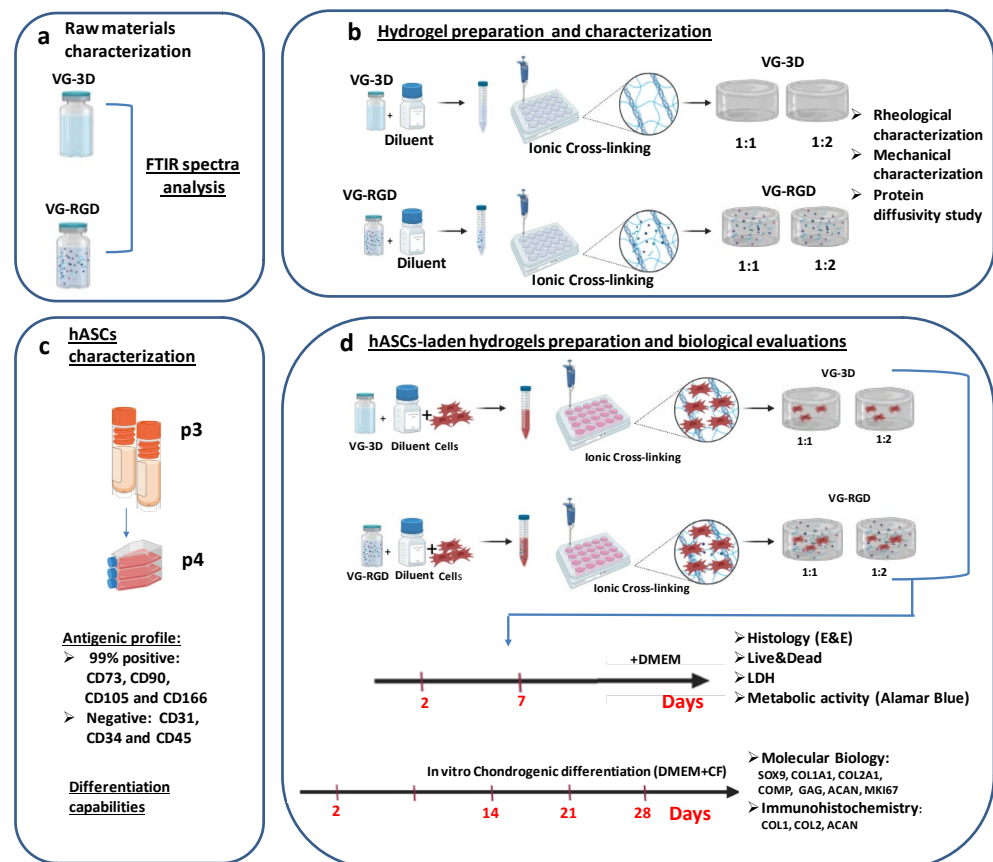 a
Raw materials
characterization
VG-3D
FTIR spectra
analysis
VG-RGD
b
Hydrogel preparation and characterization
VG-3D
+
Diluent
Ionic Cross-linking
VG-3D
1:1
1:2
VG-RGD
+
Diluent
Ionic Cross-linking
VG-RGD
1:1
1:2
➢ Rheological
characterization
➢ Mechanical
characterization
➢ Protein
diffusivity study
c
hASCs
characterization
p3
p4
Antigenic profile:
➢ 99% positive:
CD73, CD90,
CD105 and CD166
➢ Negative: CD31,
CD34 and CD45
Differentiation
capabilities
d
hASCs-laden hydrogels preparation and biological evaluations
+ +
VG-3D Diluent Cells
Ionic Cross-linking
VG-3D
1:1
1:2
+ +
VG-RGD Diluent Cells
Ionic Cross-linking
VG-RGD
1:1
1:2
+DMEM
2
7
Days
➢Histology (E&E)
➢Live&Dead
➢LDH
➢Metabolic activity (Alamar Blue)
In vitro Chondrogenic differentiation (DMEM+CF)
2
14
21
28
Days
➢Molecular Biology:
SOX9, COL1A1, COL2A1,
COMP, GAG, ACAN, MKI67
➢Immunohistochemistry:
COL1, COL2, ACAN